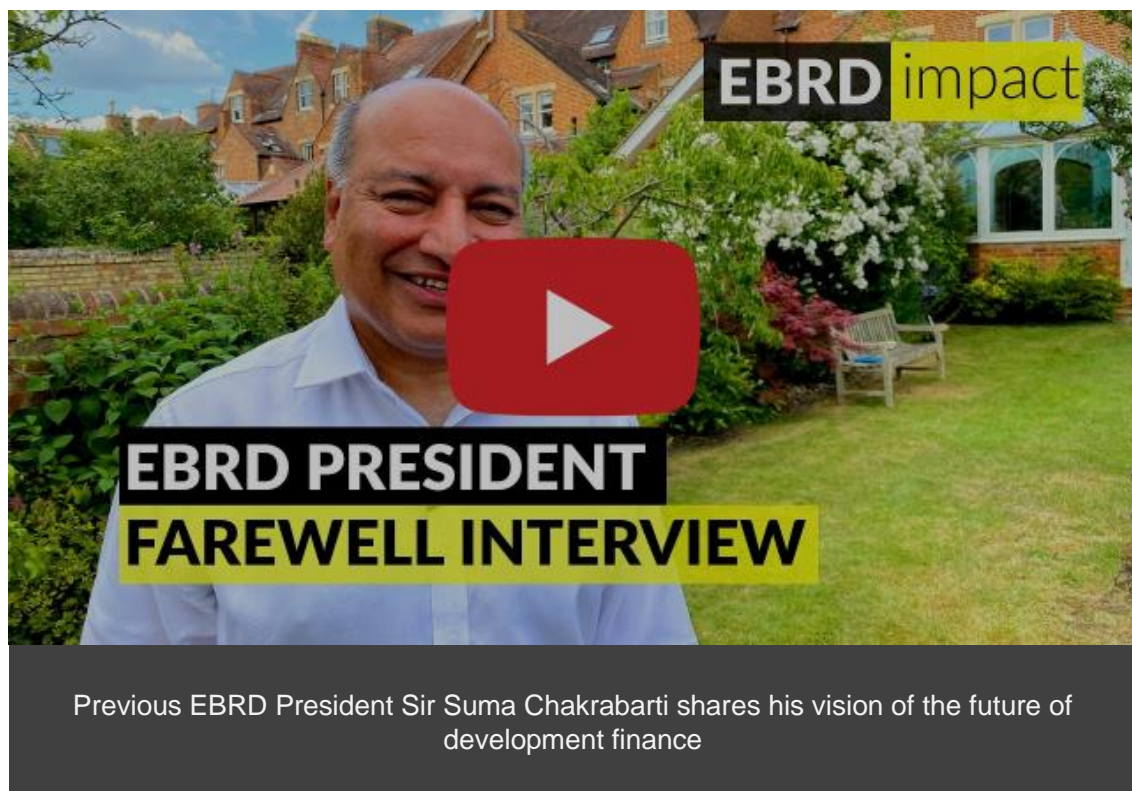 EBRD impact
EBRD PRESIDENT
FAREWELL INTERVIEW
Previous EBRD President Sir Suma Chakrabarti shares his vision of the future of
development finance